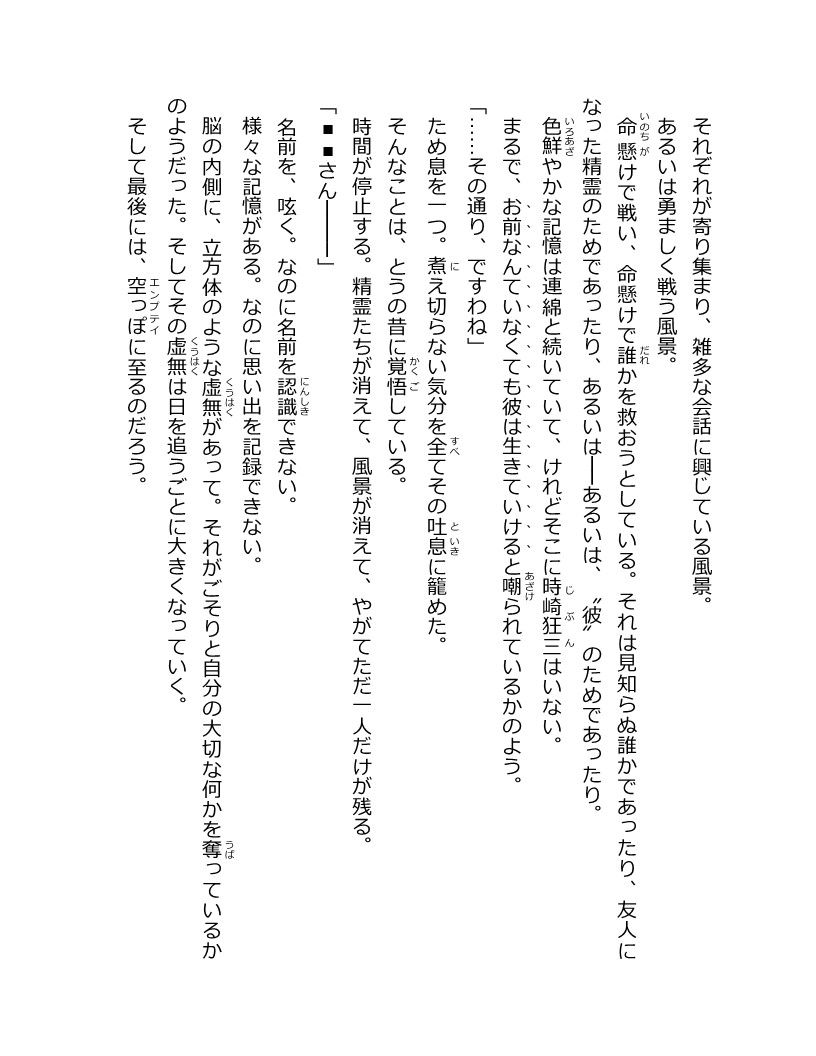 それぞれが寄り集まり、雑多な会話に興じている風景。
あるいは勇ましく戦う風景。
命懸けで戦い、命懸けで誰かを救おうとしている。それは見知らぬ誰かであったり、友人に
なった精霊のためであったり、あるいは――あるいは、〝彼〟のためであったり。
色鮮やかな記憶は連綿と続いていて、けれどそこに時崎狂三はいない。
まるで、お前なんていなくても彼は生きていけると嘲られているかのよう。
「……その通り、ですわね」
ため息を一つ。煮え切らない気分を全てその吐息に籠めた。
そんなことは、とうの昔に覚悟している。
時間が停止する。精霊たちが消えて、風景が消えて、やがてただ一人だけが残る。
「■■さん―――」
名前を、呟く。なのに名前を認識できない。
様々な記憶がある。なのに思い出を記録できない。
脳の内側に、立方体のような虚無があって。それがごそりと自分の大切な何かを奪っているか
のようだった。そしてその虚無は日を追うごとに大きくなっていく。
そして最後には、空っぽに至るのだろう。